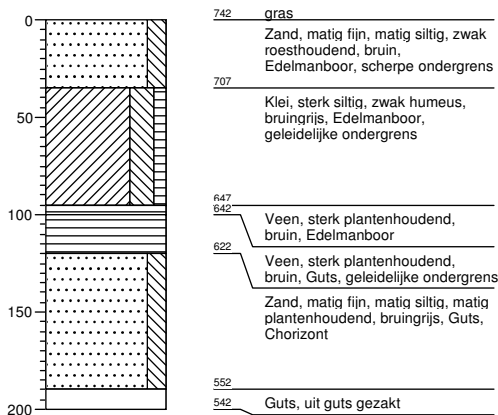 0
50
100
150
200
742 gras
Zand, matig fijn, matig siltig, zwak
roesthoudend, bruin,
Edelmanboor, scherpe ondergrens
707
Klei, sterk siltig, zwak humeus,
bruingrijs, Edelmanboor,
geleidelijke ondergrens
647
642
Veen, sterk plantenhoudend,
bruin, Edelmanboor
622
Veen, sterk plantenhoudend,
bruin, Guts, geleidelijke ondergrens
Zand, matig fijn, matig siltig, matig
plantenhoudend, bruingrijs, Guts,
Chorizont
552
542
Guts, uit guts gezakt